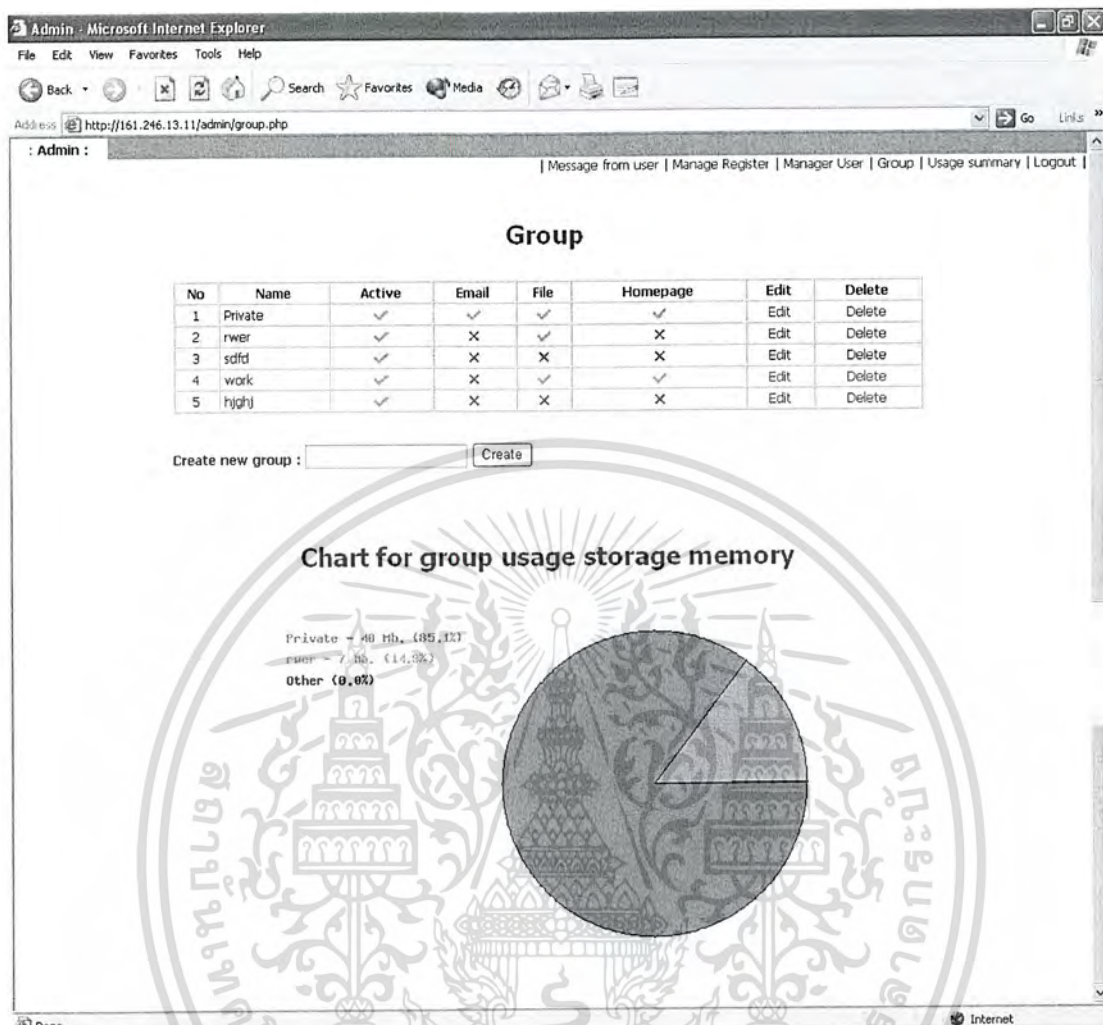 Admin - Microsoft Internet Explorer
File Edit View Favorites Tools Help
Back Search Favorites Media
Address http://161.246.13.11/admin/group.php Go Links »
: Admin :
| Message from user | Manage Register | Manager User | Group | Usage summary | Logout |
Group
No Name Active Email File Homepage Edit Delete
1 Private ✓ ✓ ✓ ✓ Edit Delete
2 rwer ✓ ✕ ✓ ✕ Edit Delete
3 sdfd ✓ ✕ ✕ ✕ Edit Delete
4 work ✓ ✕ ✓ ✓ Edit Delete
5 hjghj ✓ ✕ ✕ ✕ Edit Delete
Create new group : Create
Chart for group usage storage memory
Private - 40 Mb. (85.1%)
rwer - 7 Mb. (14.9%)
Other (0.0%)
Internet